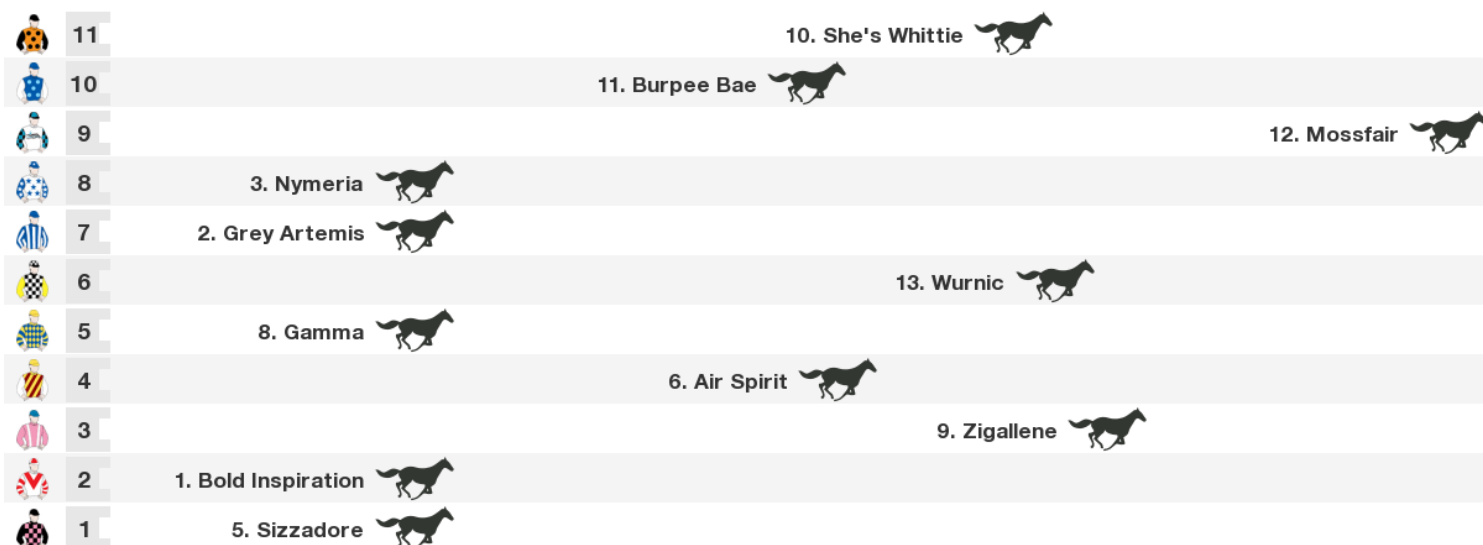 11 10. She's Whittie
10 11. Burpee Bae
9 12. Mossfair
8 3. Nymeria
7 2. Grey Artemis
6 13. Wurnic
5 8. Gamma
4 6. Air Spirit
3 9. Zigallene
2 1. Bold Inspiration
1 5. Sizzadore